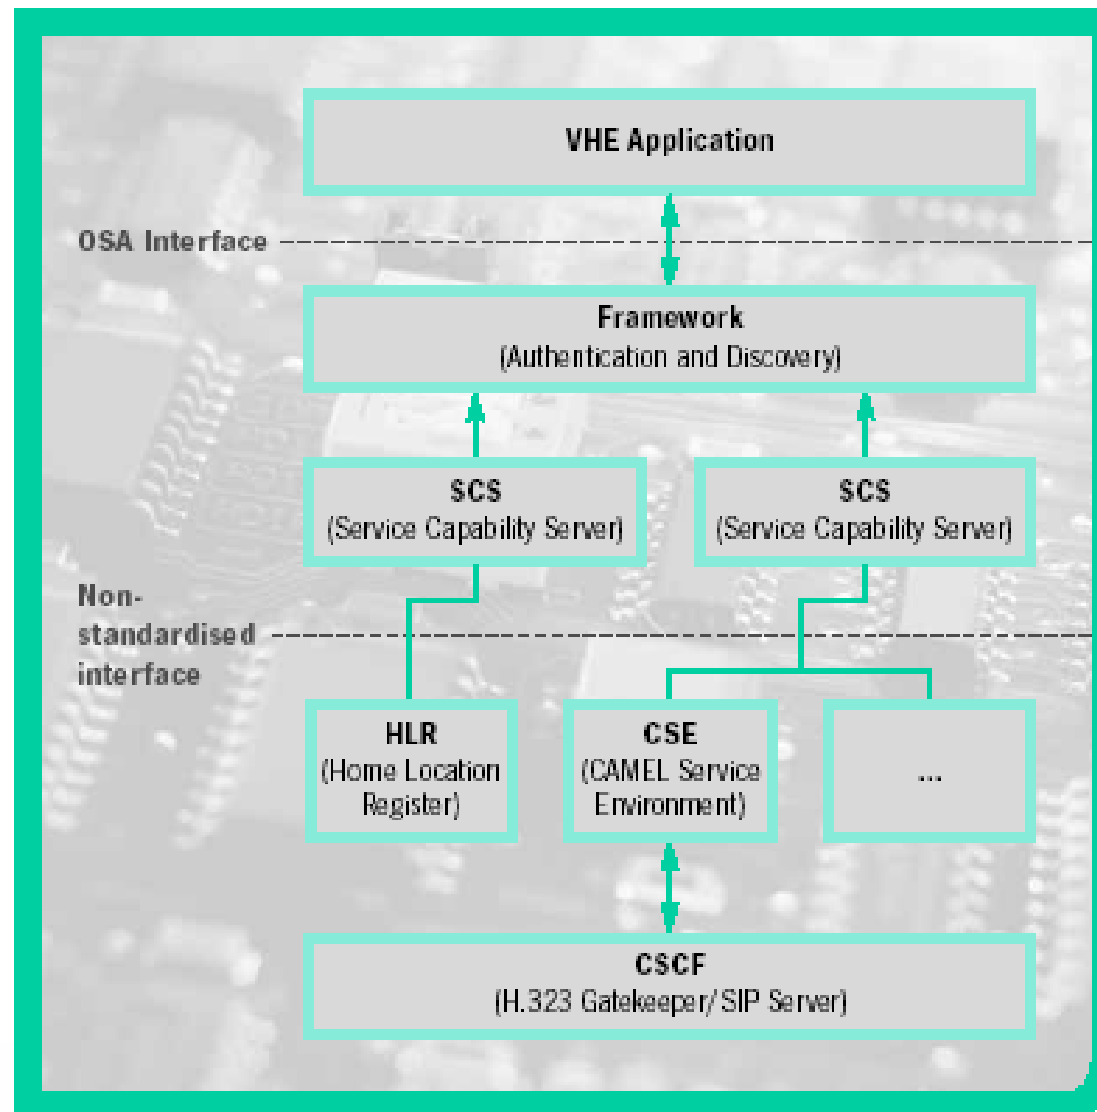 VHE Application
OSA Interface
Framework
(Authentication and Discovery)
SCS
(Service Capability Server)
SCS
(Service Capability Server)
Non-
standardised
interface
HLR
(Home Location
Register)
CSE
(CAMEL Service
Environment)
...
CSCF
(H.323 Gatekeeper/ SIP Server)